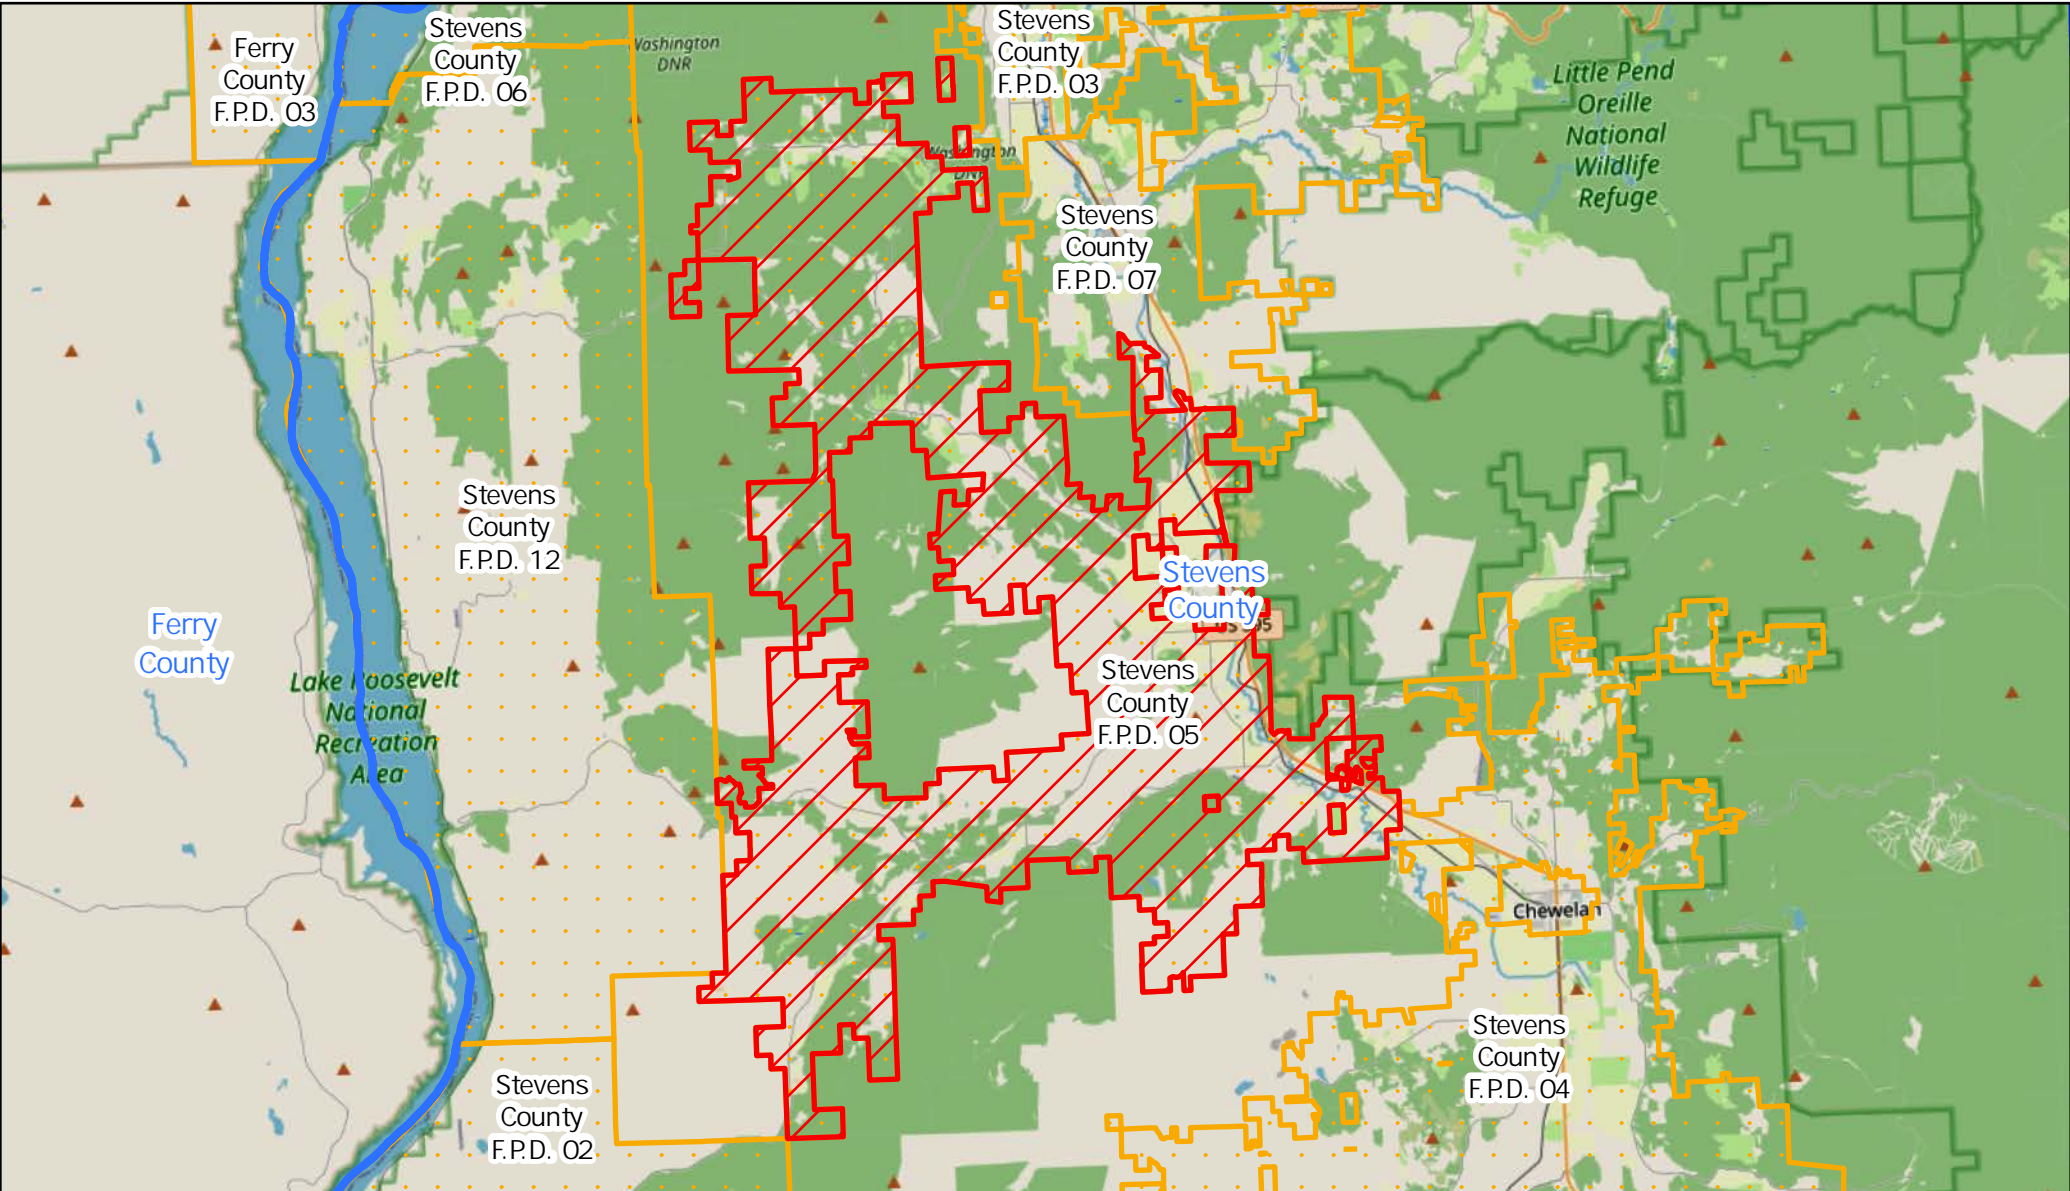 Ferry
County
F.P.D. 03
Stevens
County
F.P.D. 06
Washington
DNR
Stevens
County
F.P.D. 03
Little Pend
Oreille
National
Wildlife
Refuge
Washington
DNR
Stevens
County
F.P.D. 07
Stevens
County
F.P.D. 12
Stevens
County
US 395
Ferry
County
Lake Roosevelt
National
Recreation
Area
Stevens
County
F.P.D. 05
Chewelah
Stevens
County
F.P.D. 04
Stevens
County
F.P.D. 02